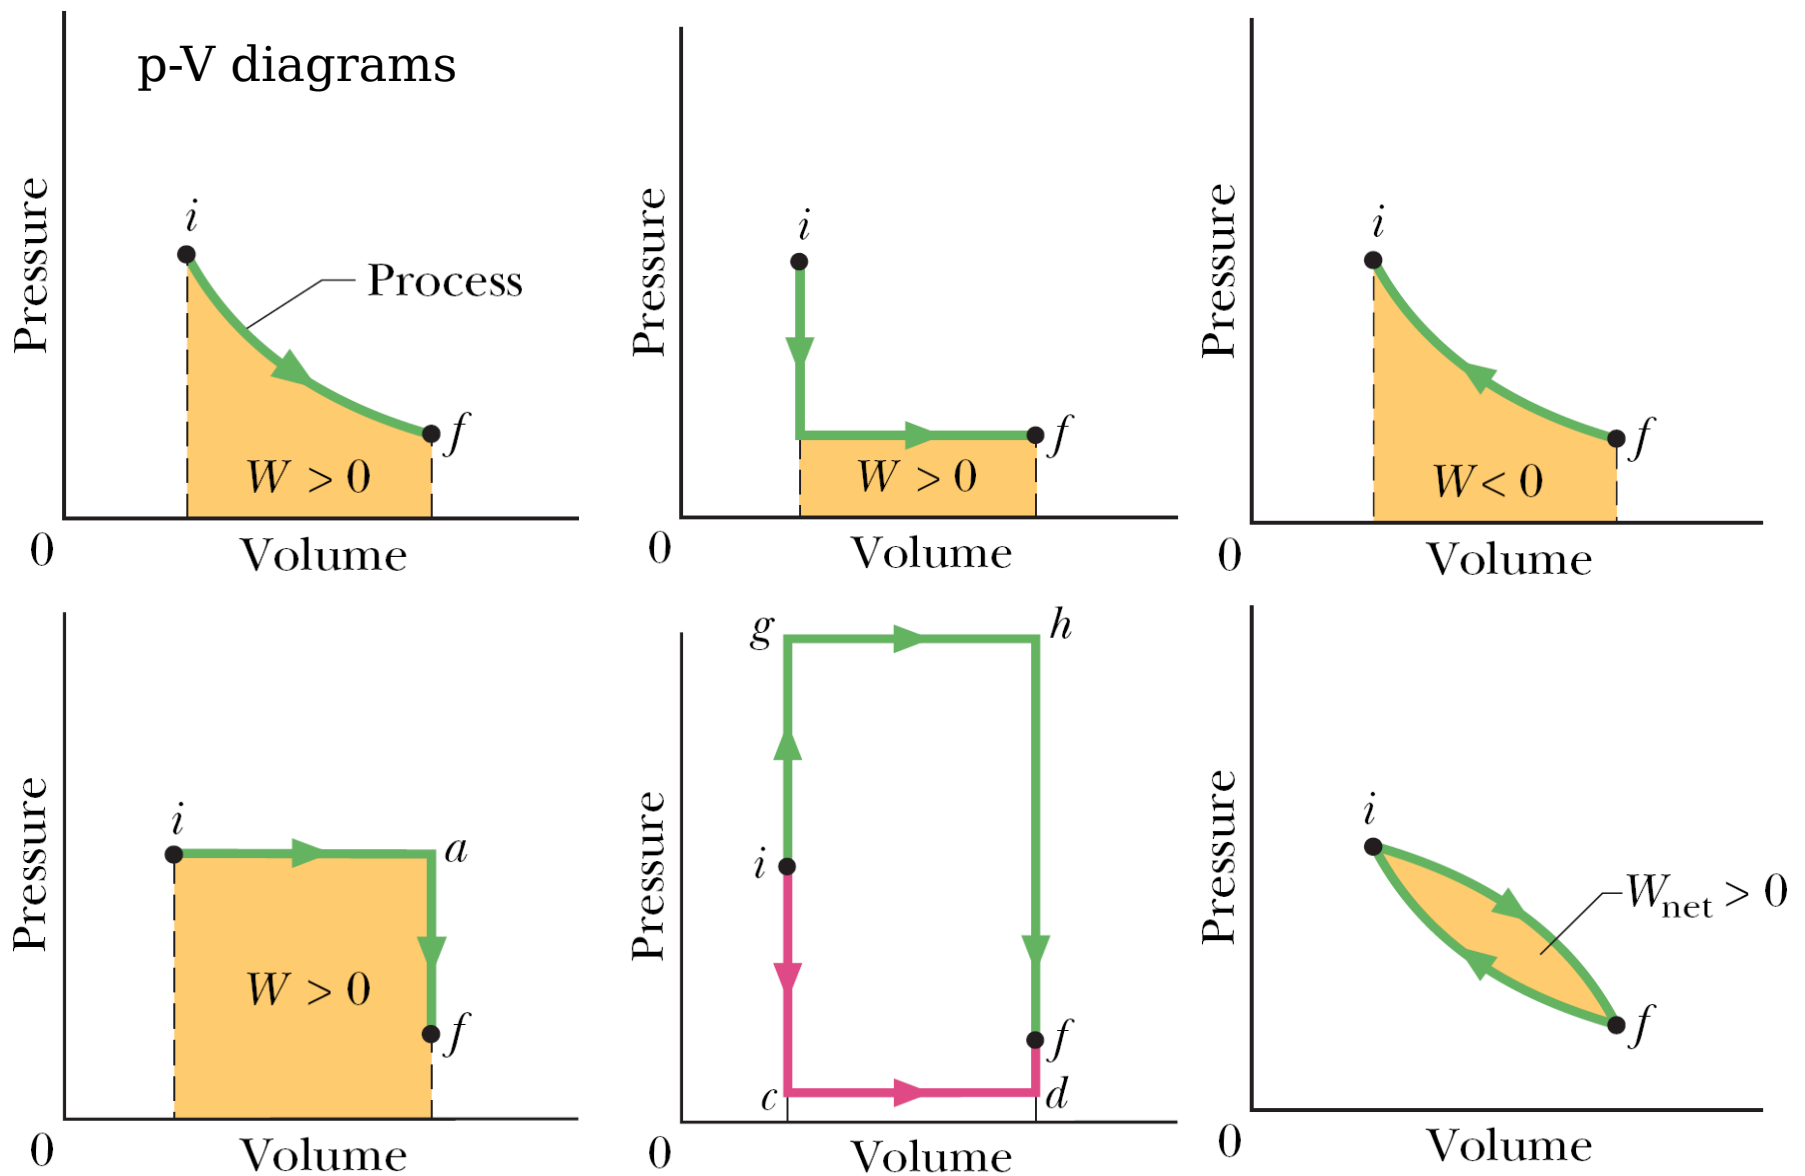 p-V diagrams
Pressure
i
Process
f
W > 0
0
Volume
Pressure
i
f
W > 0
0
Volume
Pressure
i
f
W < 0
0
Volume
Pressure
i
a
W > 0
f
0
Volume
Pressure
g
h
i
f
c
d
0
Volume
Pressure
i
Wnet > 0
f
0
Volume